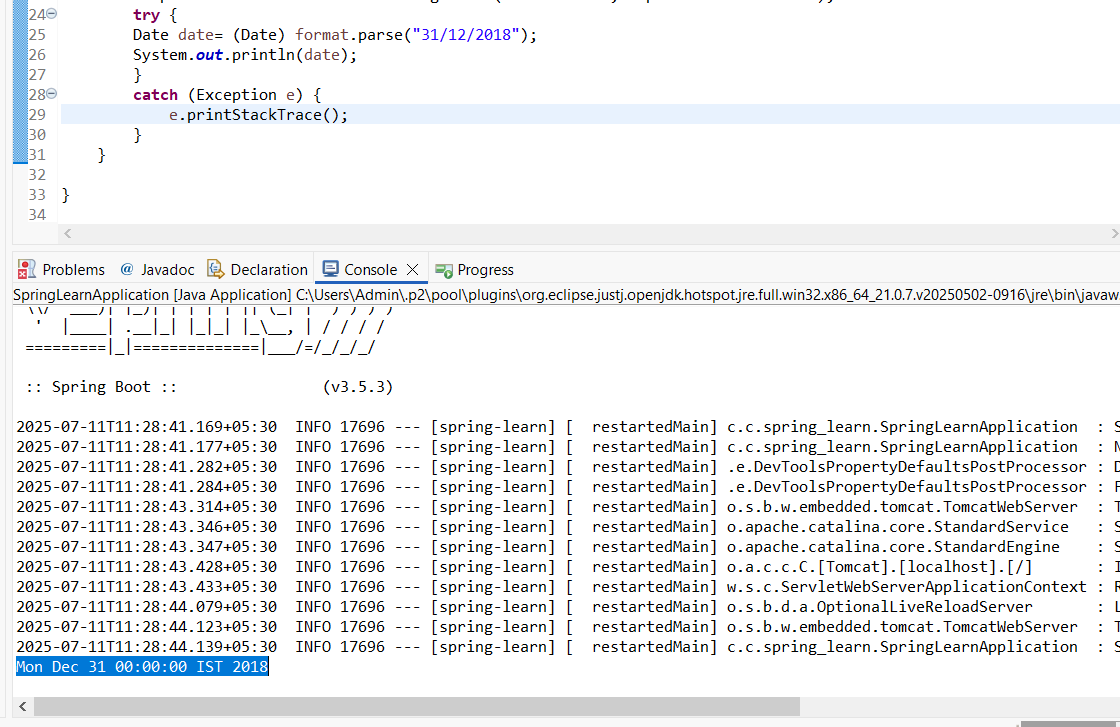 24 try {
25 Date date= (Date) format.parse("31/12/2018");
26 System.out.println(date);
27 }
28 catch (Exception e) {
29 e.printStackTrace();
30 }
31 }
32
33 }
34
Problems @ Javadoc Declaration Console Progress
SpringLearnApplication [Java Application] C:\Users\Admin\.p2\pool\plugins\org.eclipse.justj.openjdk.hotspot.jre.full.win32.x86_64_21.0.7.v20250502-0916\jre\bin\javaw
' |____| .__|_| |_|_| |_\__, | / / / /
=========|_|==============|___/=/_/_/_/
:: Spring Boot :: (v3.5.3)
2025-07-11T11:28:41.169+05:30 INFO 17696 --- [spring-learn] [ restartedMain] c.c.spring_learn.SpringLearnApplication : S
2025-07-11T11:28:41.177+05:30 INFO 17696 --- [spring-learn] [ restartedMain] c.c.spring_learn.SpringLearnApplication : N
2025-07-11T11:28:41.282+05:30 INFO 17696 --- [spring-learn] [ restartedMain] .e.DevToolsPropertyDefaultsPostProcessor : D
2025-07-11T11:28:41.284+05:30 INFO 17696 --- [spring-learn] [ restartedMain] .e.DevToolsPropertyDefaultsPostProcessor : F
2025-07-11T11:28:43.314+05:30 INFO 17696 --- [spring-learn] [ restartedMain] o.s.b.w.embedded.tomcat.TomcatWebServer : T
2025-07-11T11:28:43.346+05:30 INFO 17696 --- [spring-learn] [ restartedMain] o.apache.catalina.core.StandardService : S
2025-07-11T11:28:43.347+05:30 INFO 17696 --- [spring-learn] [ restartedMain] o.apache.catalina.core.StandardEngine : S
2025-07-11T11:28:43.428+05:30 INFO 17696 --- [spring-learn] [ restartedMain] o.a.c.c.C.[Tomcat].[localhost].[/] : I
2025-07-11T11:28:43.433+05:30 INFO 17696 --- [spring-learn] [ restartedMain] w.s.c.ServletWebServerApplicationContext : R
2025-07-11T11:28:44.079+05:30 INFO 17696 --- [spring-learn] [ restartedMain] o.s.b.d.a.OptionalLiveReloadServer : L
2025-07-11T11:28:44.123+05:30 INFO 17696 --- [spring-learn] [ restartedMain] o.s.b.w.embedded.tomcat.TomcatWebServer : T
2025-07-11T11:28:44.139+05:30 INFO 17696 --- [spring-learn] [ restartedMain] c.c.spring_learn.SpringLearnApplication : S
Mon Dec 31 00:00:00 IST 2018